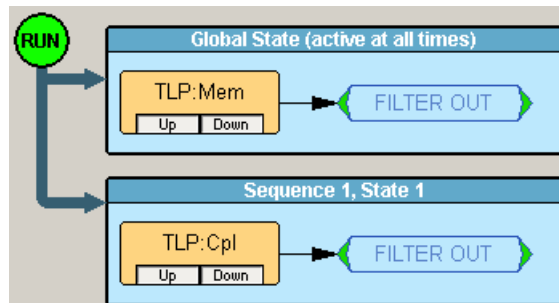 RUN
Global State (active at all times)
TLP:Mem
FILTER OUT
Up Down
Sequence 1, State 1
TLP:Cpl
FILTER OUT
Up Down